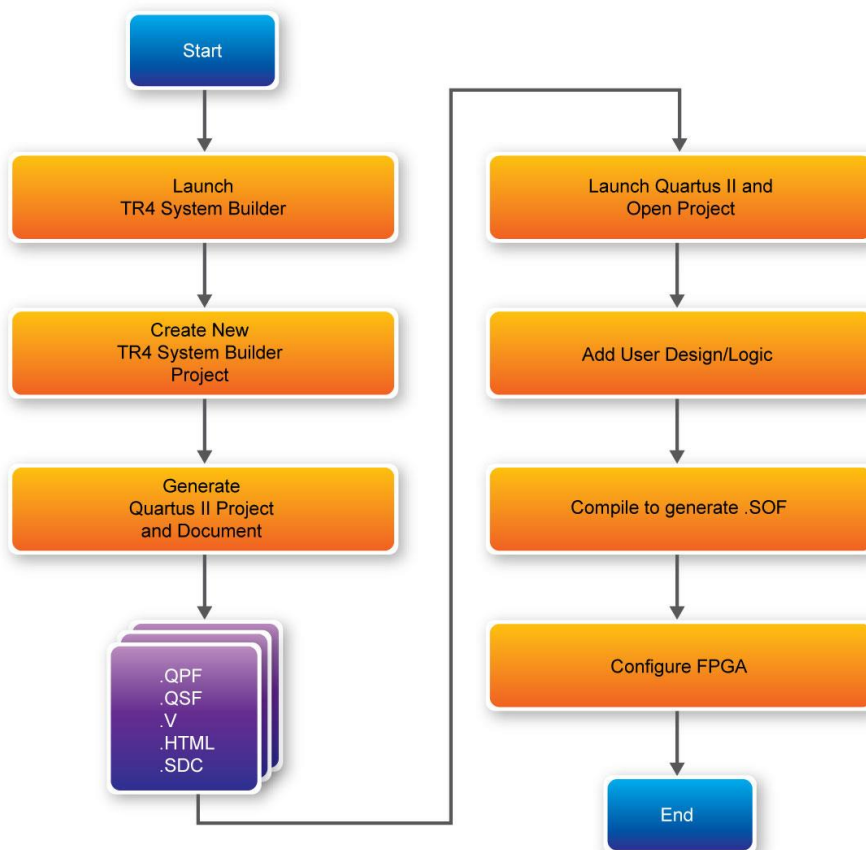 Start
Launch
TR4 System Builder
Create New
TR4 System Builder
Project
Generate
Quartus II Project
and Document
.QPF
.QSF
.V
.HTML
.SDC
Launch Quartus II and
Open Project
Add User Design/Logic
Compile to generate .SOF
Configure FPGA
End